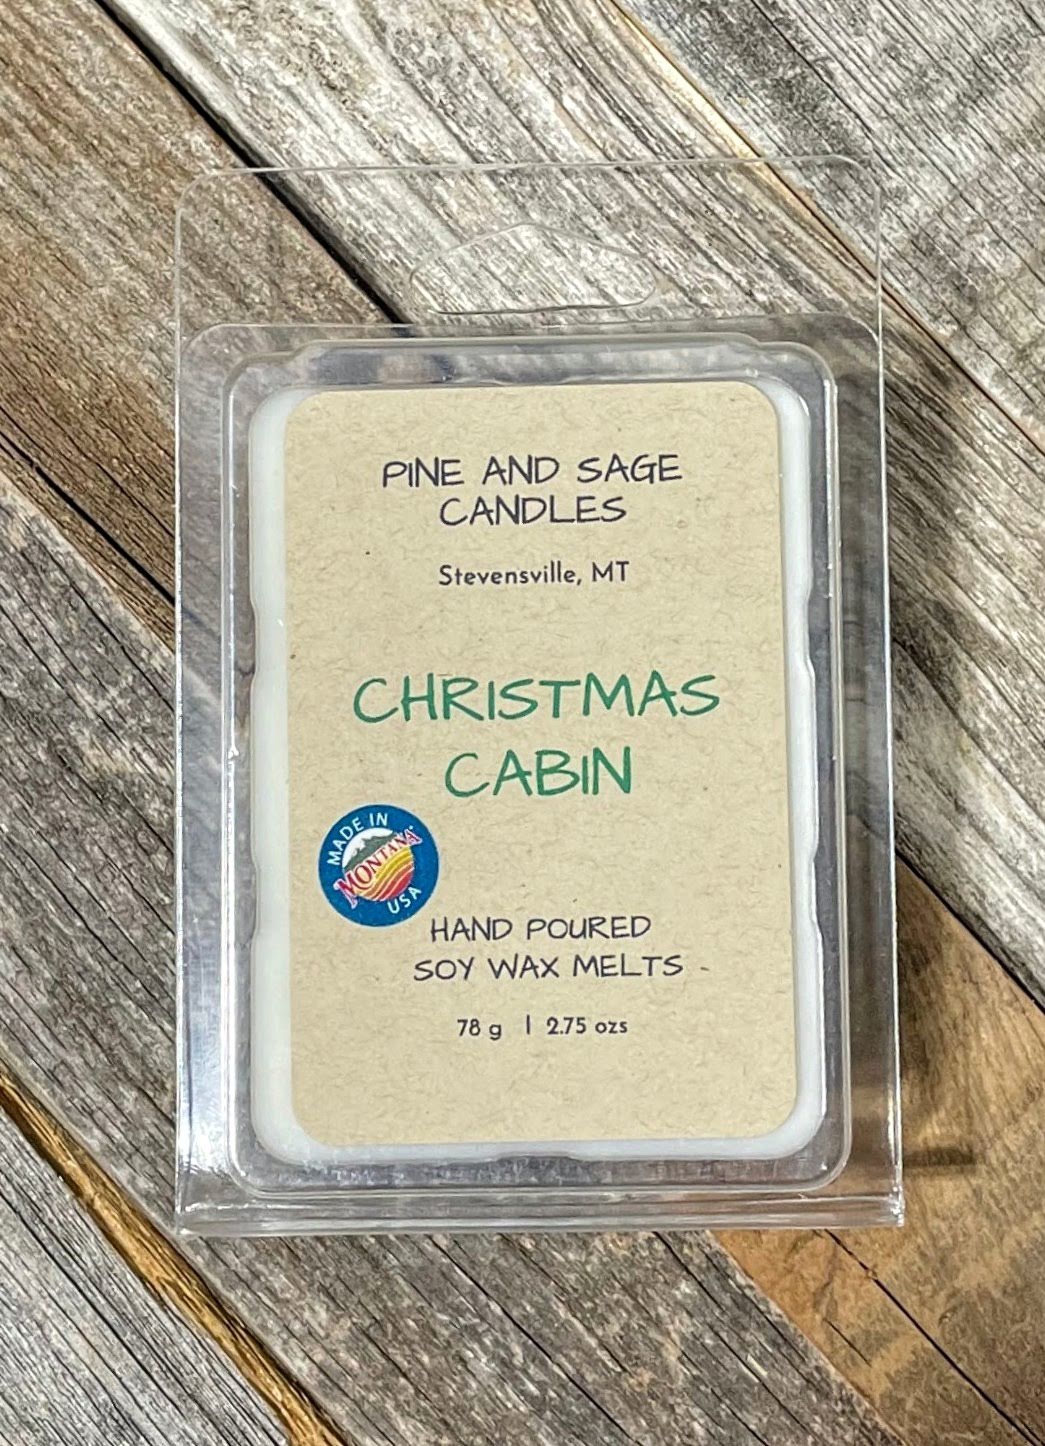 PINE AND SAGE
CANDLES
Stevensville, MT
CHRISTMAS
CABIN
MADE IN
MONTANA
USA
HAND POURED
SOY WAX MELTS
78 g | 2.75 ozs